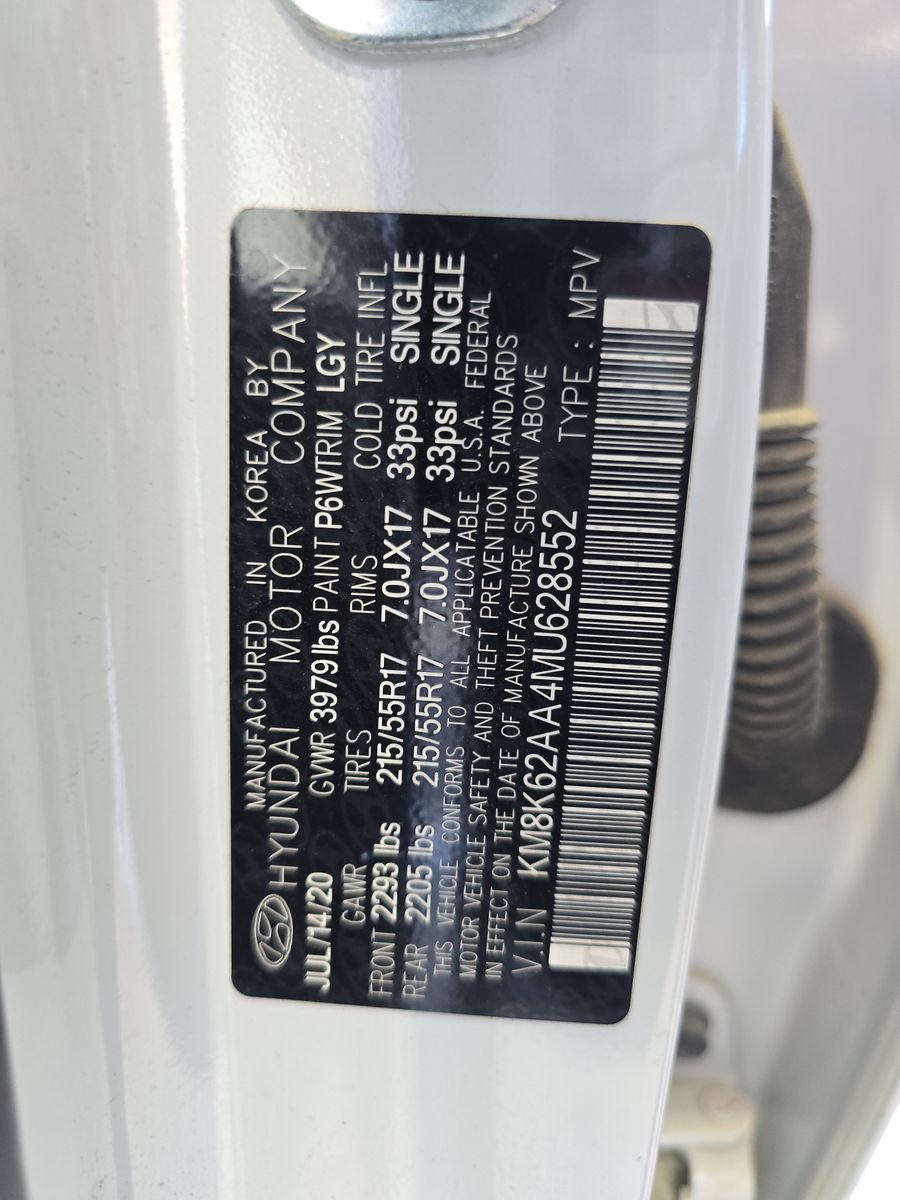 MANUFACTURED IN KOREA BY
HYUNDAI MOTOR COMPANY
JUL/14/20 GVWR 3979lbs PAINT P6W TRIM LGY
GAWR TIRES RIMS COLD TIRE INFL
FRONT 2293 lbs 215/55R17 7.0JX17 33psi SINGLE
REAR 2205 lbs 215/55R17 7.0JX17 33psi SINGLE
THIS VEHICLE CONFORMS TO ALL APPLICATABLE U.S.A. FEDERAL
MOTOR VEHICLE SAFETY AND THEFT PREVENTION STANDARDS
IN EFFECT ON THE DATE OF MANUFACTURE SHOWN ABOVE
VIN KM8K62AA4MU628552 TYPE : MPV